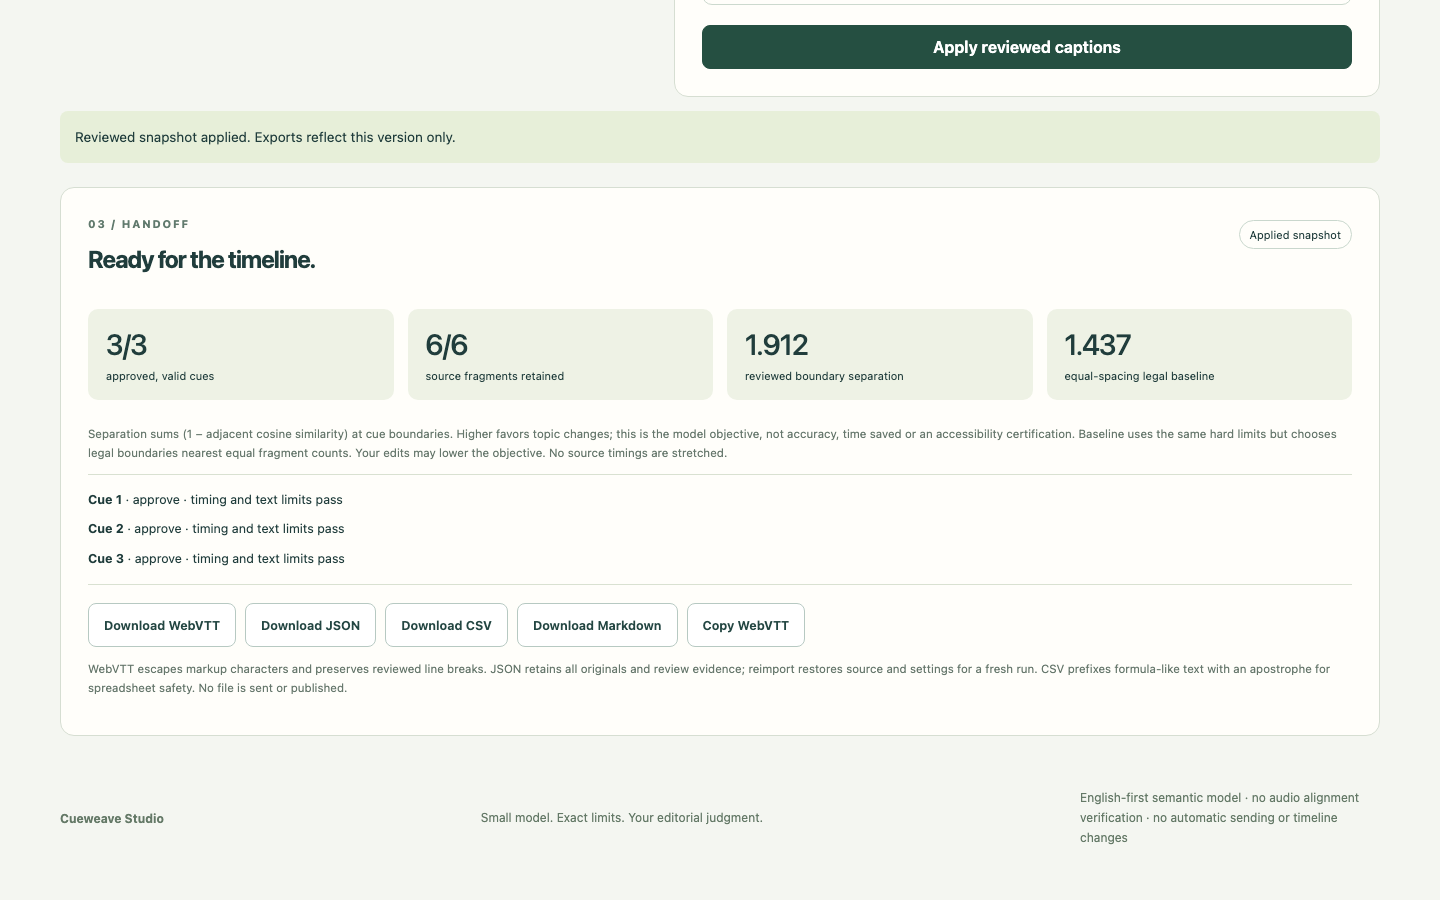 Apply reviewed captions
Reviewed snapshot applied. Exports reflect this version only.
03 / HANDOFF
Ready for the timeline.
Applied snapshot
3/3
approved, valid cues
6/6
source fragments retained
1.912
reviewed boundary separation
1.437
equal-spacing legal baseline
Separation sums (1 − adjacent cosine similarity) at cue boundaries. Higher favors topic changes; this is the model objective, not accuracy, time saved or an accessibility certification. Baseline uses the same hard limits but chooses
legal boundaries nearest equal fragment counts. Your edits may lower the objective. No source timings are stretched.
Cue 1 · approve · timing and text limits pass
Cue 2 · approve · timing and text limits pass
Cue 3 · approve · timing and text limits pass
Download WebVTT
Download JSON
Download CSV
Download Markdown
Copy WebVTT
WebVTT escapes markup characters and preserves reviewed line breaks. JSON retains all originals and review evidence; reimport restores source and settings for a fresh run. CSV prefixes formula-like text with an apostrophe for
spreadsheet safety. No file is sent or published.
Cueweave Studio
Small model. Exact limits. Your editorial judgment.
English-first semantic model · no audio alignment
verification · no automatic sending or timeline
changes